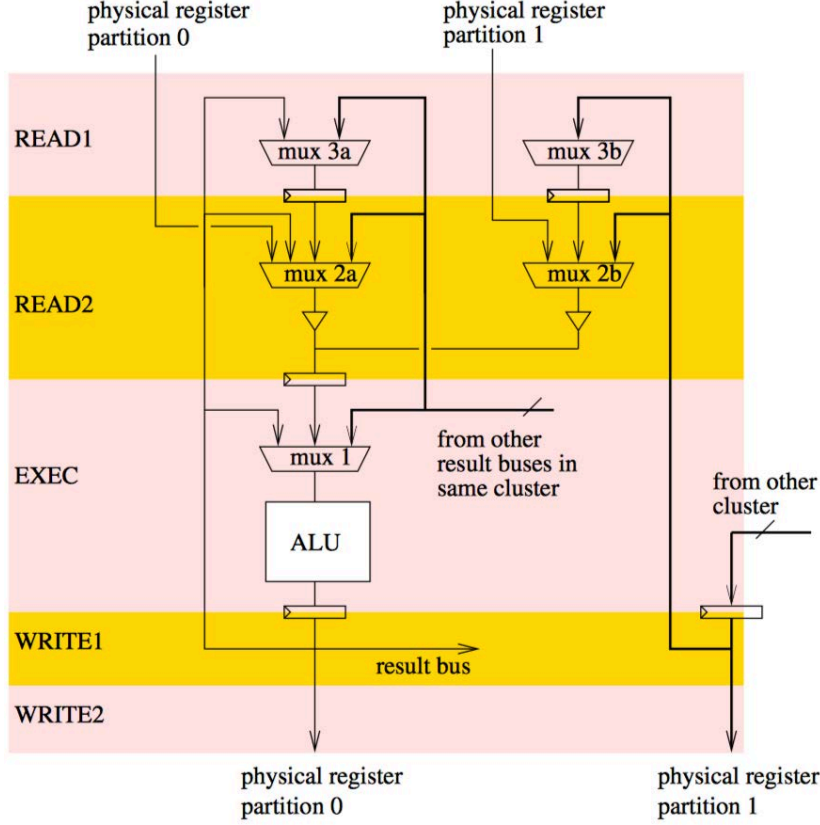 physical register
partition 0
physical register
partition 1
READ1
mux 3a
mux 3b
READ2
mux 2a
mux 2b
EXEC
mux 1
from other
result buses in
same cluster
from other
cluster
ALU
WRITE1
result bus
WRITE2
physical register
partition 0
physical register
partition 1